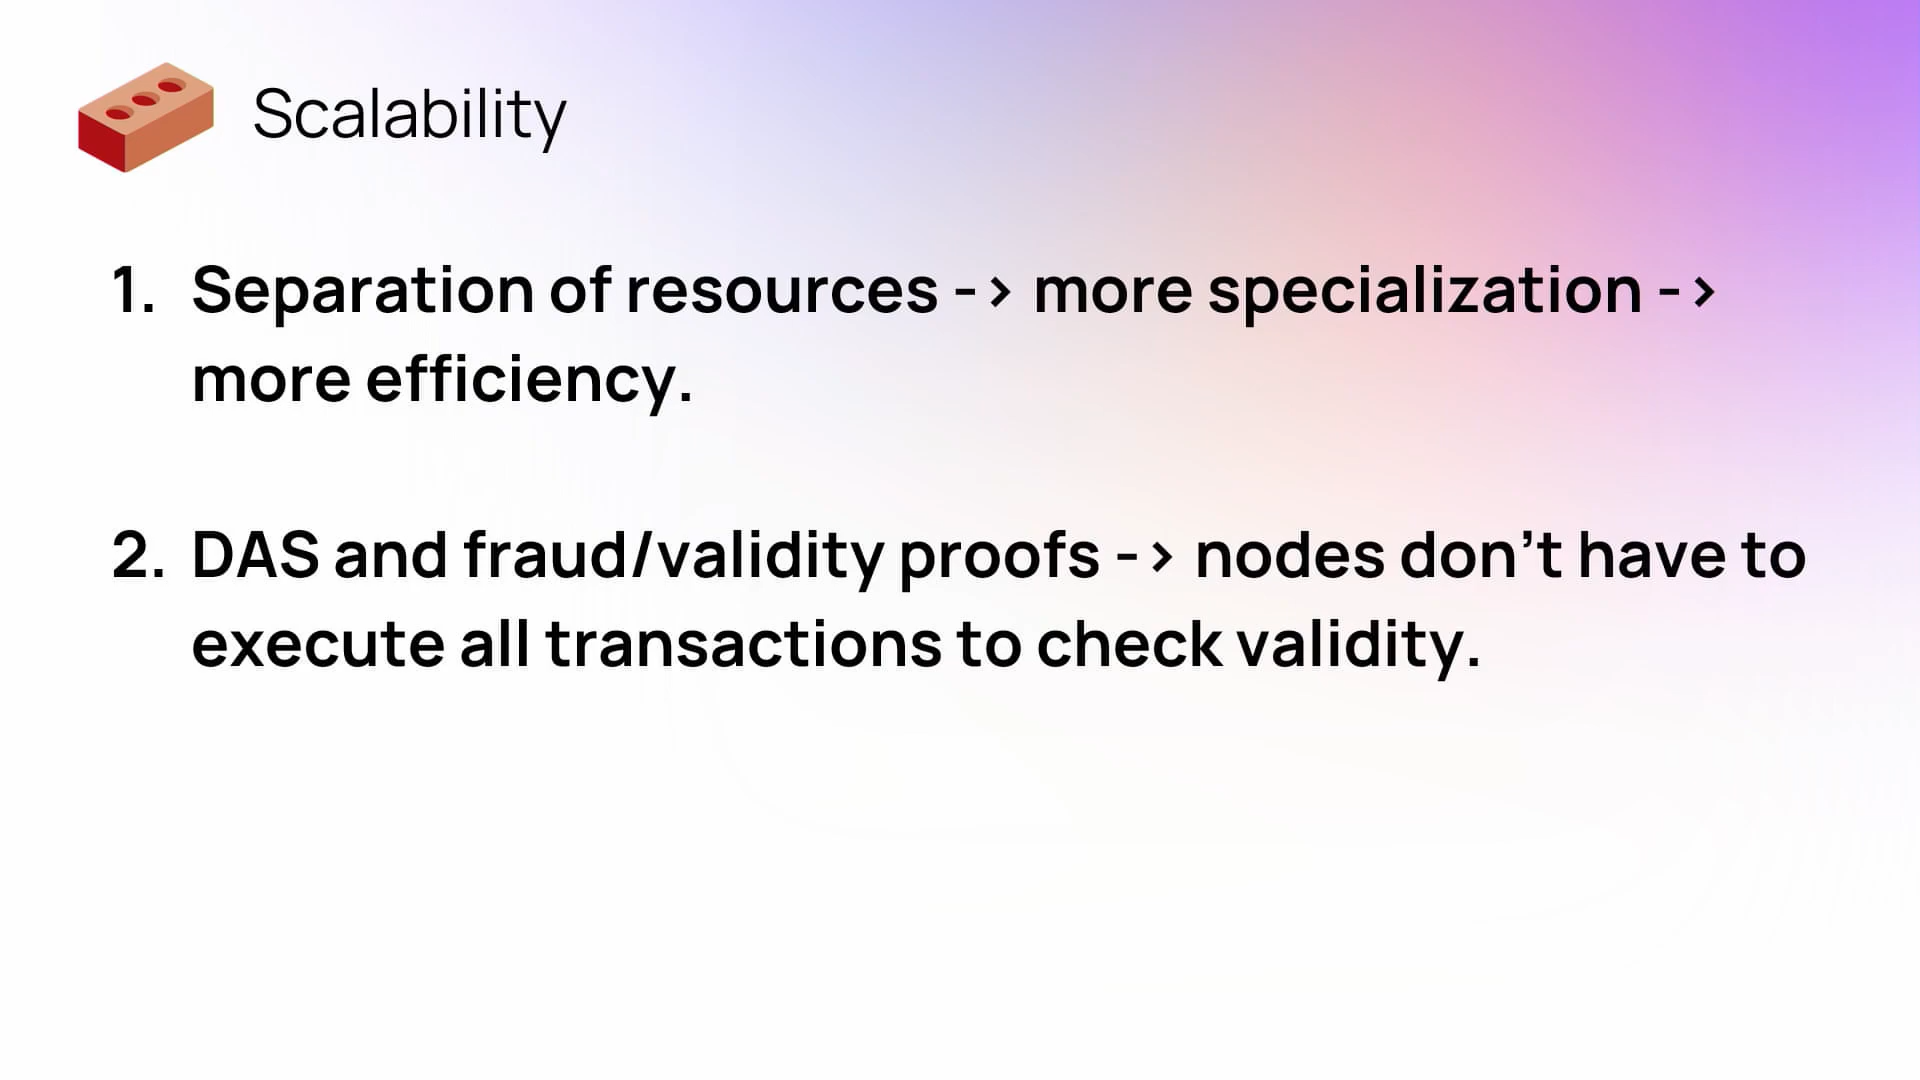 Scalability
1. Separation of resources -> more specialization ->
more efficiency.
2. DAS and fraud/validity proofs -> nodes don’t have to
execute all transactions to check validity.